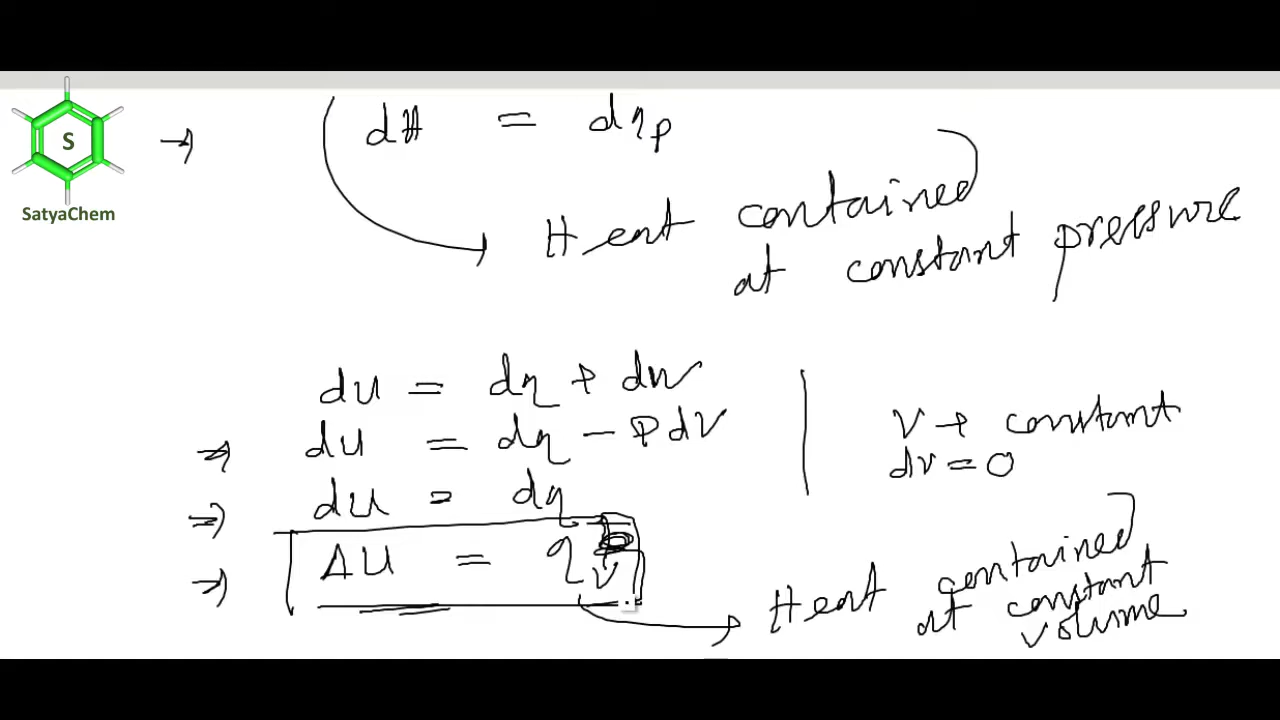 S
SatyaChem
→ dH = dqp
Heat contained
at constant pressure
du = dq + dw
⇒ du = dq - PdV
V → constant
dv = 0
⇒ du = dq
⇒ ΔU = qv
Heat contained
at constant
volume